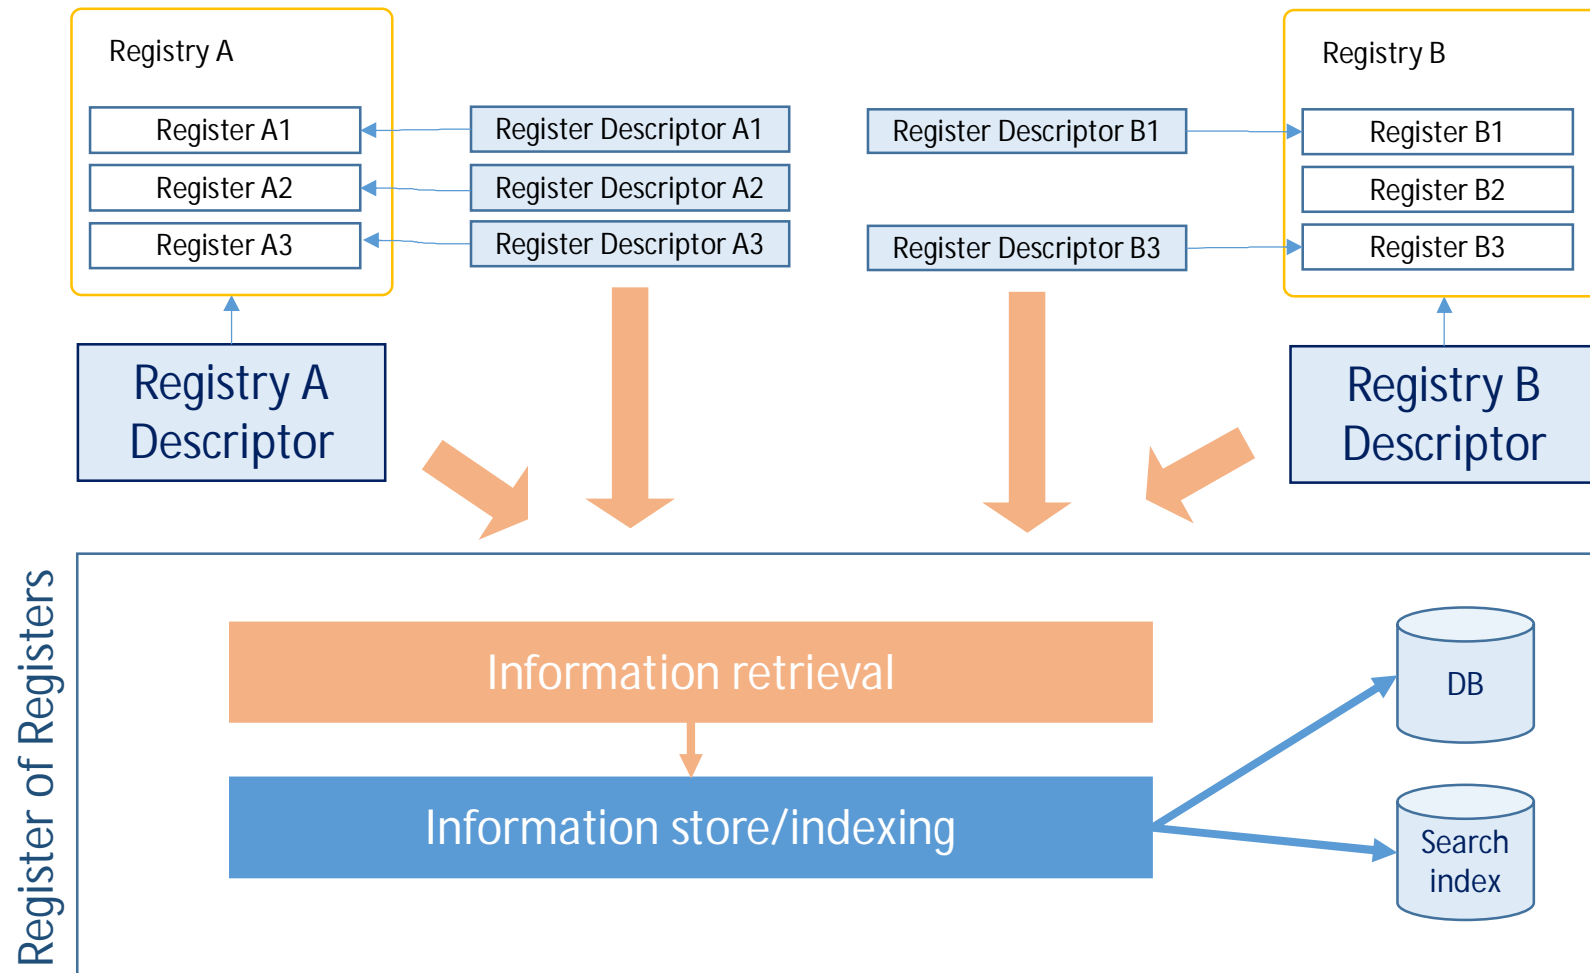 Registry A
Register A1
Register A2
Register A3
Register Descriptor A1
Register Descriptor A2
Register Descriptor A3
Register Descriptor B1
Register Descriptor B3
Registry B
Register B1
Register B2
Register B3
Registry A
Descriptor
Registry B
Descriptor
Register of Registers
Information retrieval
Information store/indexing
DB
Search
index